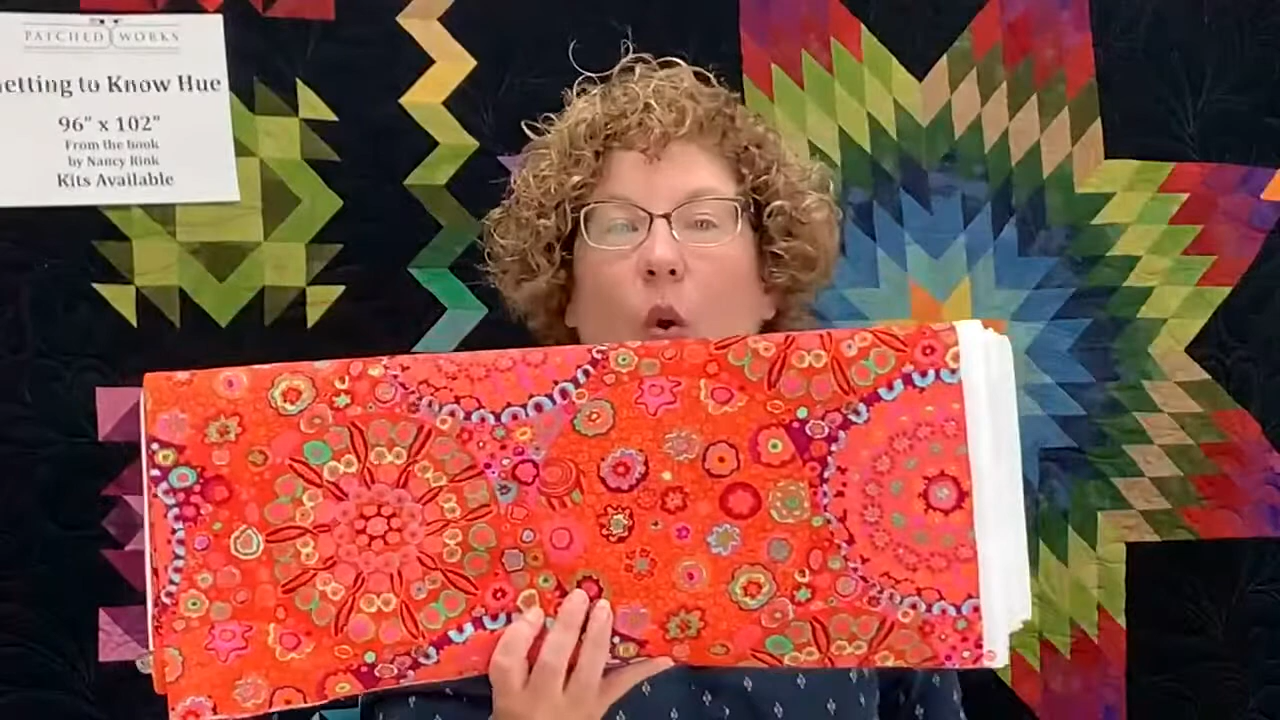 PATCHED WORKS
etting to Know Hue
96" x 102"
From the book
by Nancy Rink
Kits Available